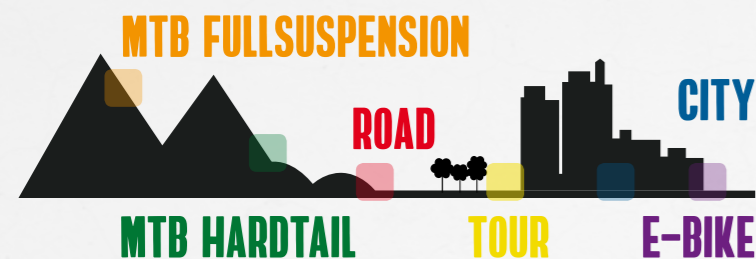 MTB FULLSUSPENSION
CITY
ROAD
MTB HARDTAIL
TOUR
E-BIKE